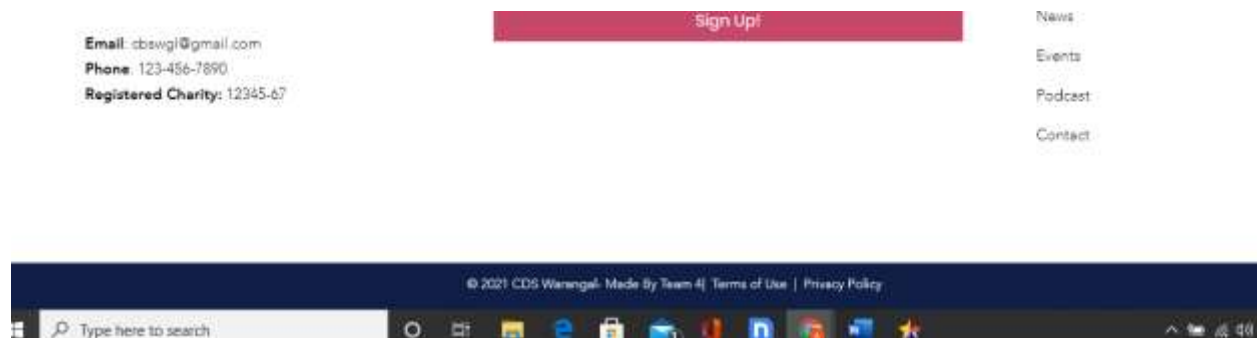 Sign Up!
Email: cbswgl@gmail.com
Phone: 123-456-7890
Registered Charity: 12345-67
News
Events
Podcast
Contact
© 2021 CDS Warangal- Made By Team 4| Terms of Use | Privacy Policy
Type here to search